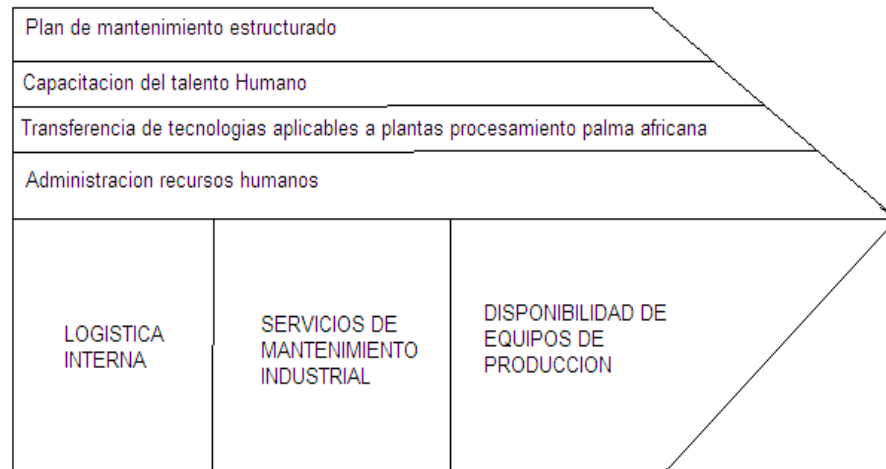 Plan de mantenimiento estructurado
Capacitacion del talento Humano
Transferencia de tecnologias aplicables a plantas procesamiento palma africana
Administracion recursos humanos
LOGISTICA
INTERNA
SERVICIOS DE
MANTENIMIENTO
INDUSTRIAL
DISPONIBILIDAD DE
EQUIPOS DE
PRODUCCION